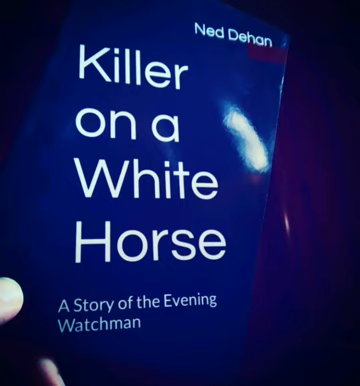 Ned Dehan
Killer
on a
White
Horse
A Story of the Evening
Watchman